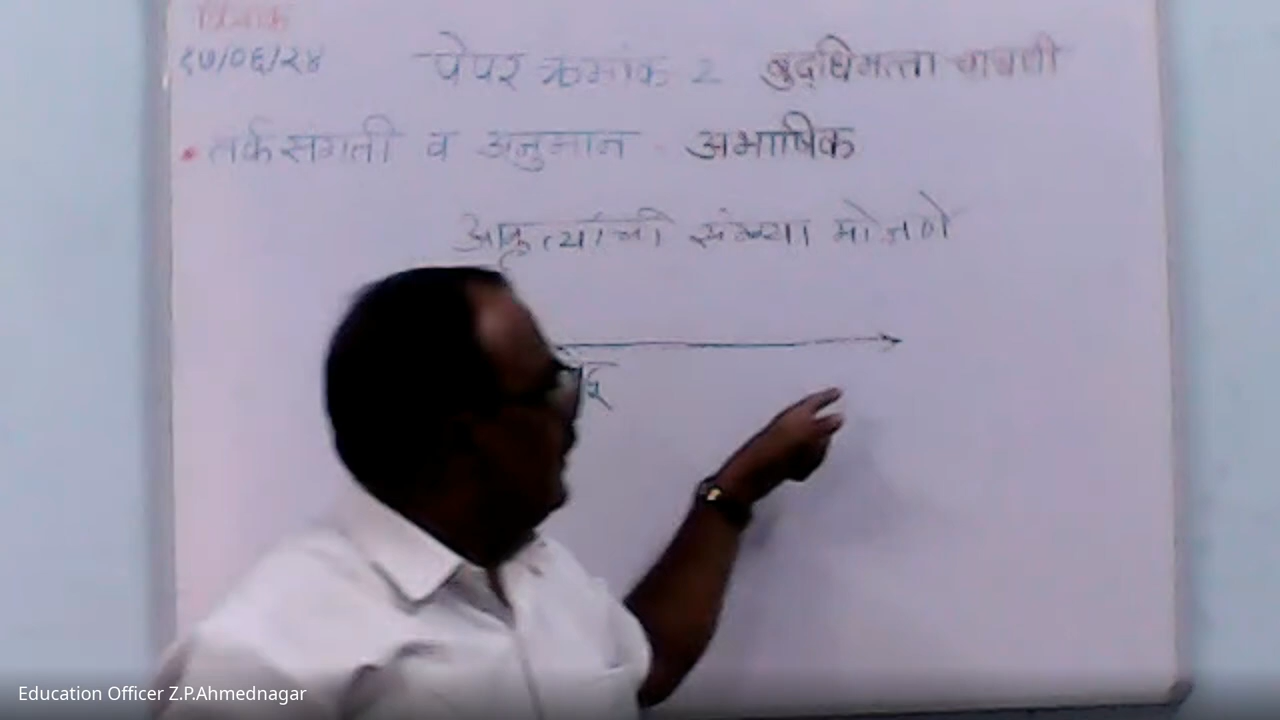 दिनांक
१७/०६/२४
पेपर क्रमांक 2 बुद्धिमत्ता चाचणी
तर्कसंगती व अनुमान अभाषिक
आकृत्यांची संख्या मोजणे
Education Officer Z.P.Ahmednagar